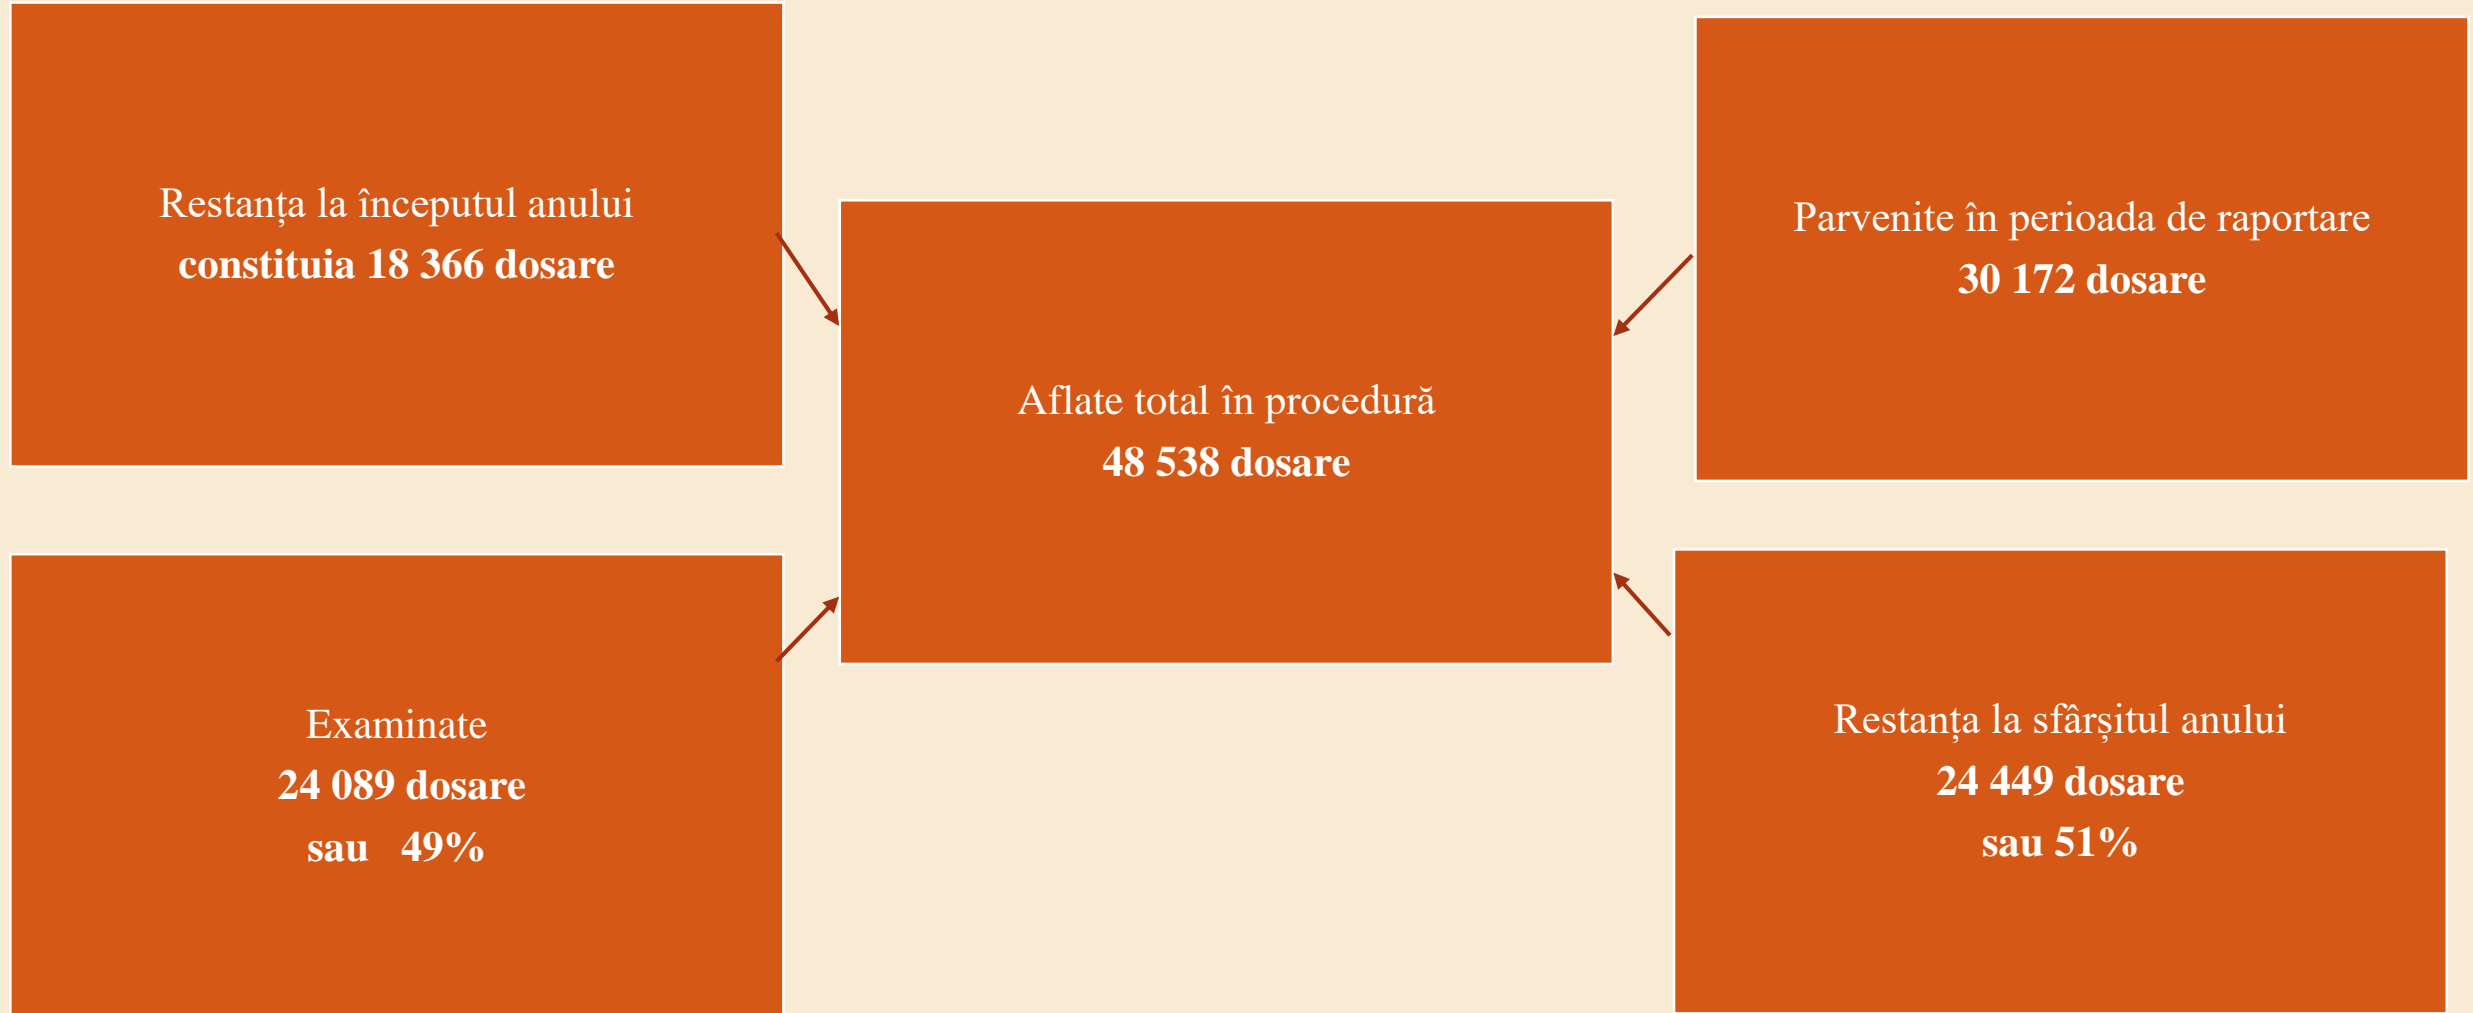 Restanța la începutul anului
constituia 18 366 dosare
Parvenite în perioada de raportare
30 172 dosare
Aflate total în procedură
48 538 dosare
Examinate
24 089 dosare
sau 49%
Restanța la sfârșitul anului
24 449 dosare
sau 51%